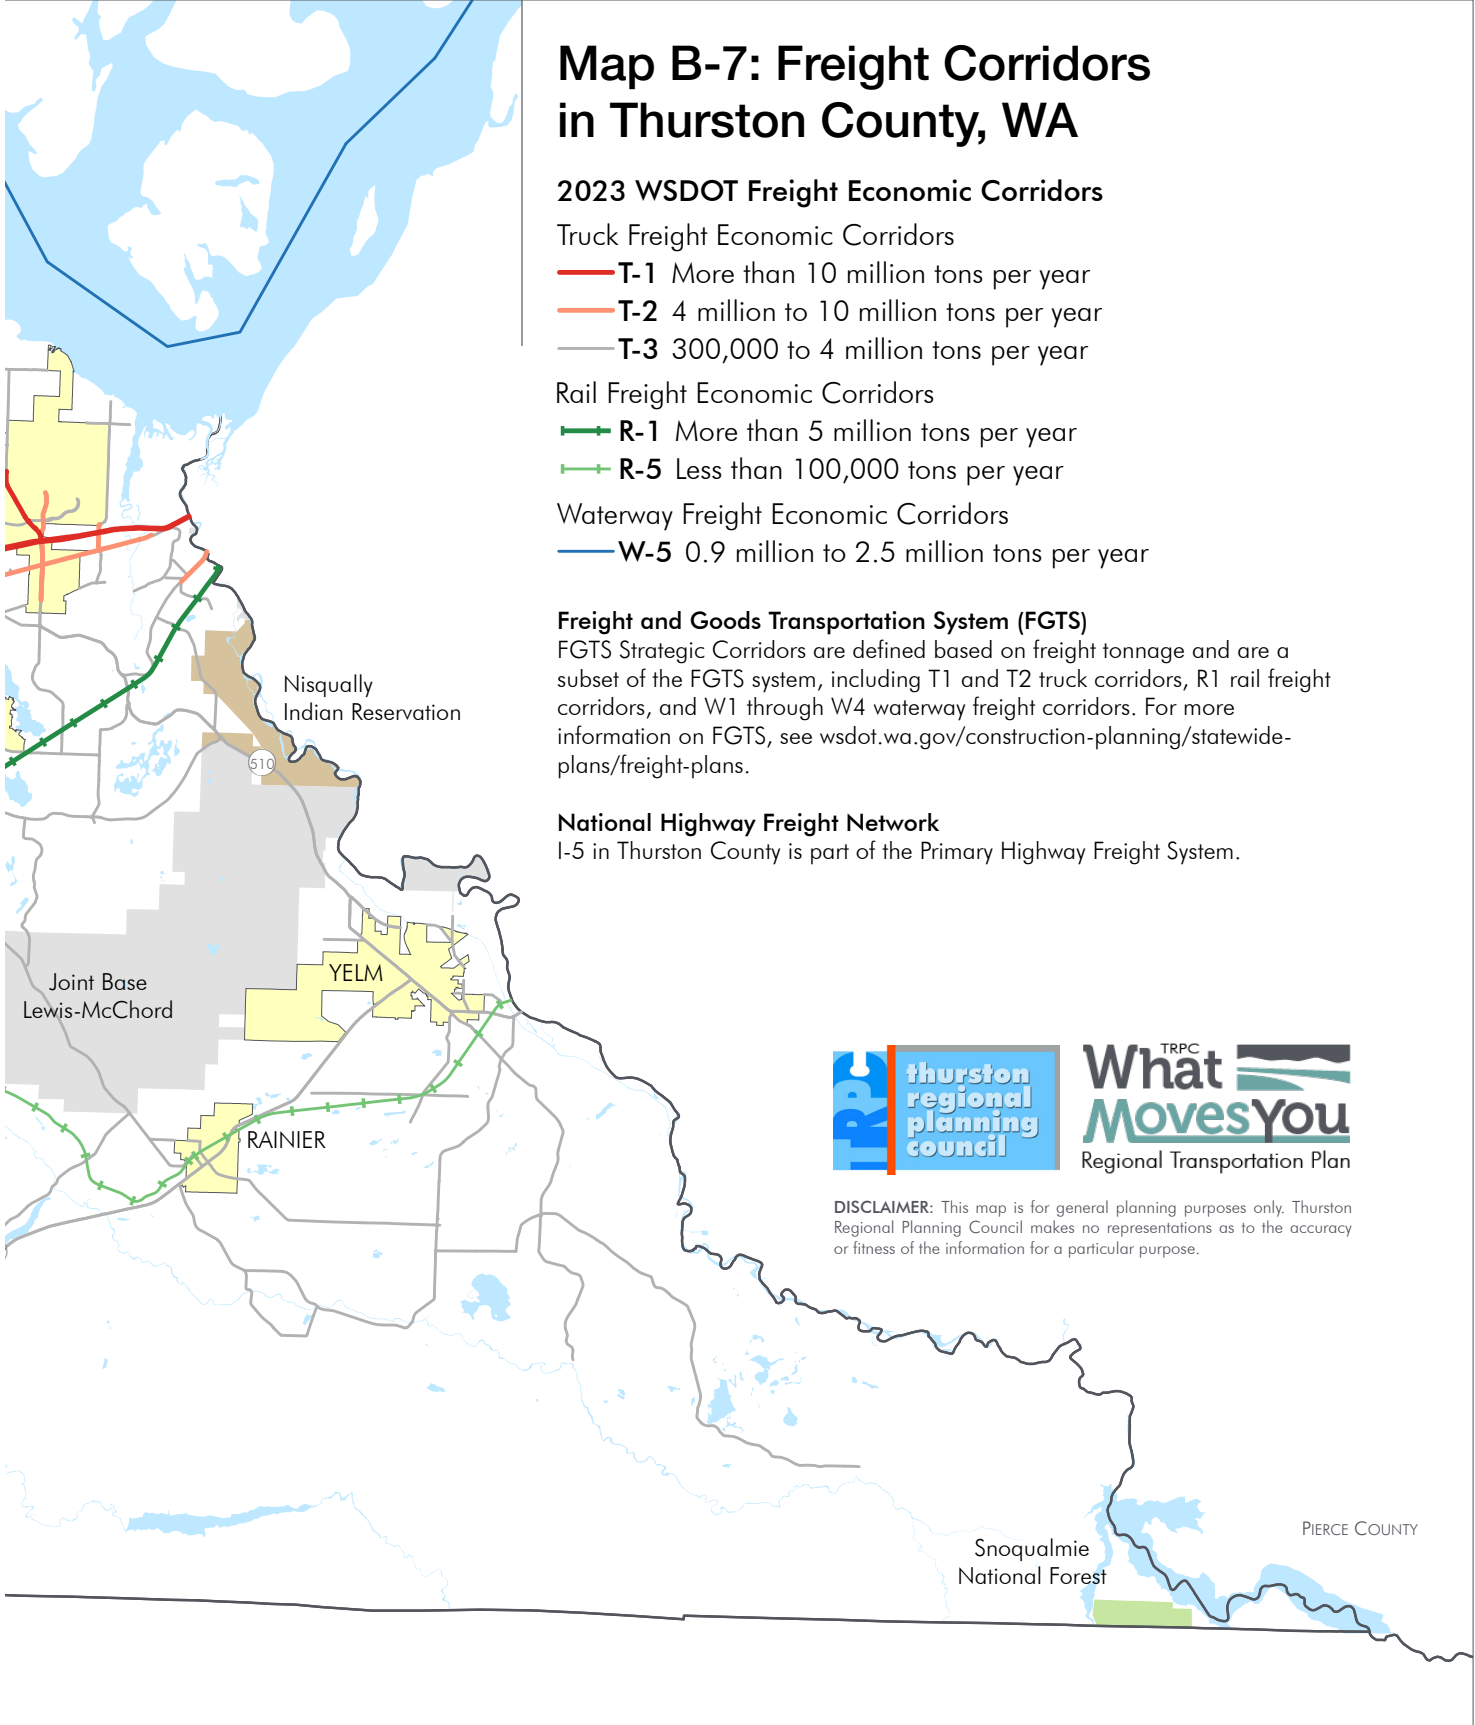 Map B-7: Freight Corridors
in Thurston County, WA
2023 WSDOT Freight Economic Corridors
Truck Freight Economic Corridors
T-1 More than 10 million tons per year
T-2 4 million to 10 million tons per year
T-3 300,000 to 4 million tons per year
Rail Freight Economic Corridors
R-1 More than 5 million tons per year
R-5 Less than 100,000 tons per year
Waterway Freight Economic Corridors
W-5 0.9 million to 2.5 million tons per year
Freight and Goods Transportation System (FGTS)
FGTS Strategic Corridors are defined based on freight tonnage and are a
subset of the FGTS system, including T1 and T2 truck corridors, R1 rail freight
corridors, and W1 through W4 waterway freight corridors. For more
information on FGTS, see wsdot.wa.gov/construction-planning/statewide-
plans/freight-plans.
National Highway Freight Network
I-5 in Thurston County is part of the Primary Highway Freight System.
Nisqually
Indian Reservation
510
YELM
Joint Base
Lewis-McChord
RAINIER
TRPC
thurston
regional
planning
council
TRPC
What
MovesYou
Regional Transportation Plan
DISCLAIMER: This map is for general planning purposes only. Thurston
Regional Planning Council makes no representations as to the accuracy
or fitness of the information for a particular purpose.
PIERCE COUNTY
Snoqualmie
National Forest